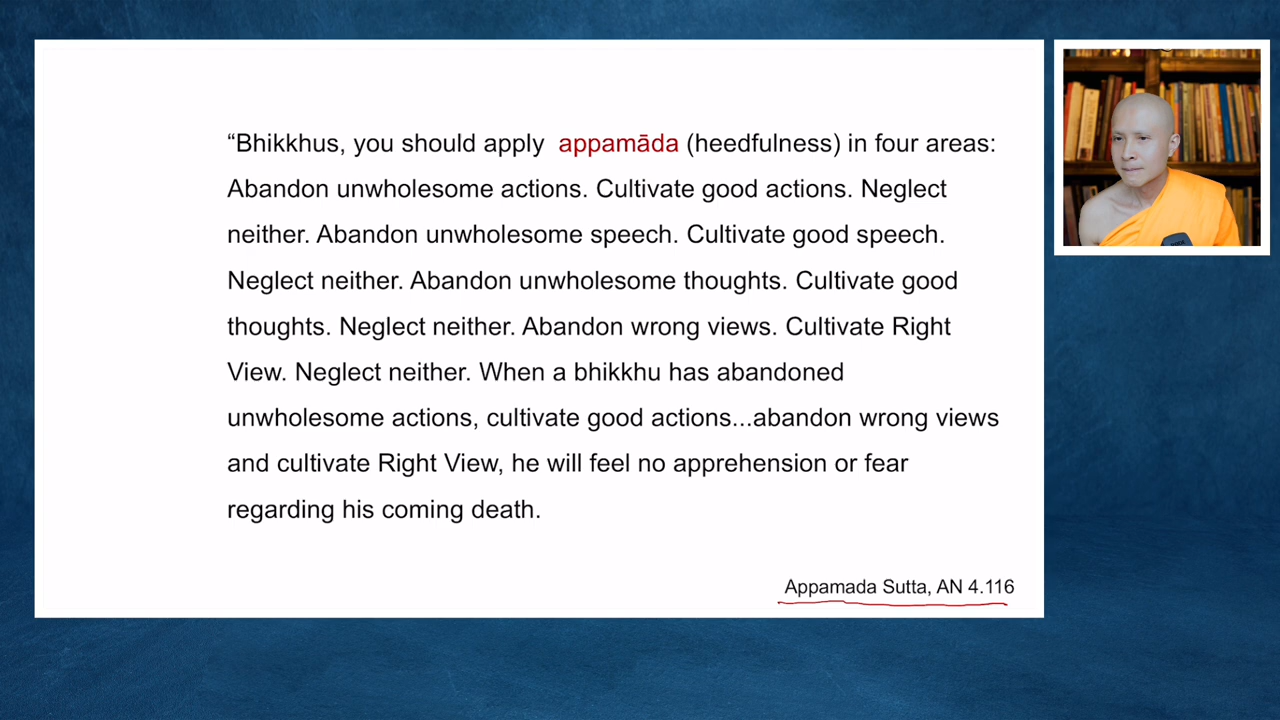 “Bhikkhus, you should apply appamāda (heedfulness) in four areas:
Abandon unwholesome actions. Cultivate good actions. Neglect
neither. Abandon unwholesome speech. Cultivate good speech.
Neglect neither. Abandon unwholesome thoughts. Cultivate good
thoughts. Neglect neither. Abandon wrong views. Cultivate Right
View. Neglect neither. When a bhikkhu has abandoned
unwholesome actions, cultivate good actions...abandon wrong views
and cultivate Right View, he will feel no apprehension or fear
regarding his coming death.
Appamada Sutta, AN 4.116